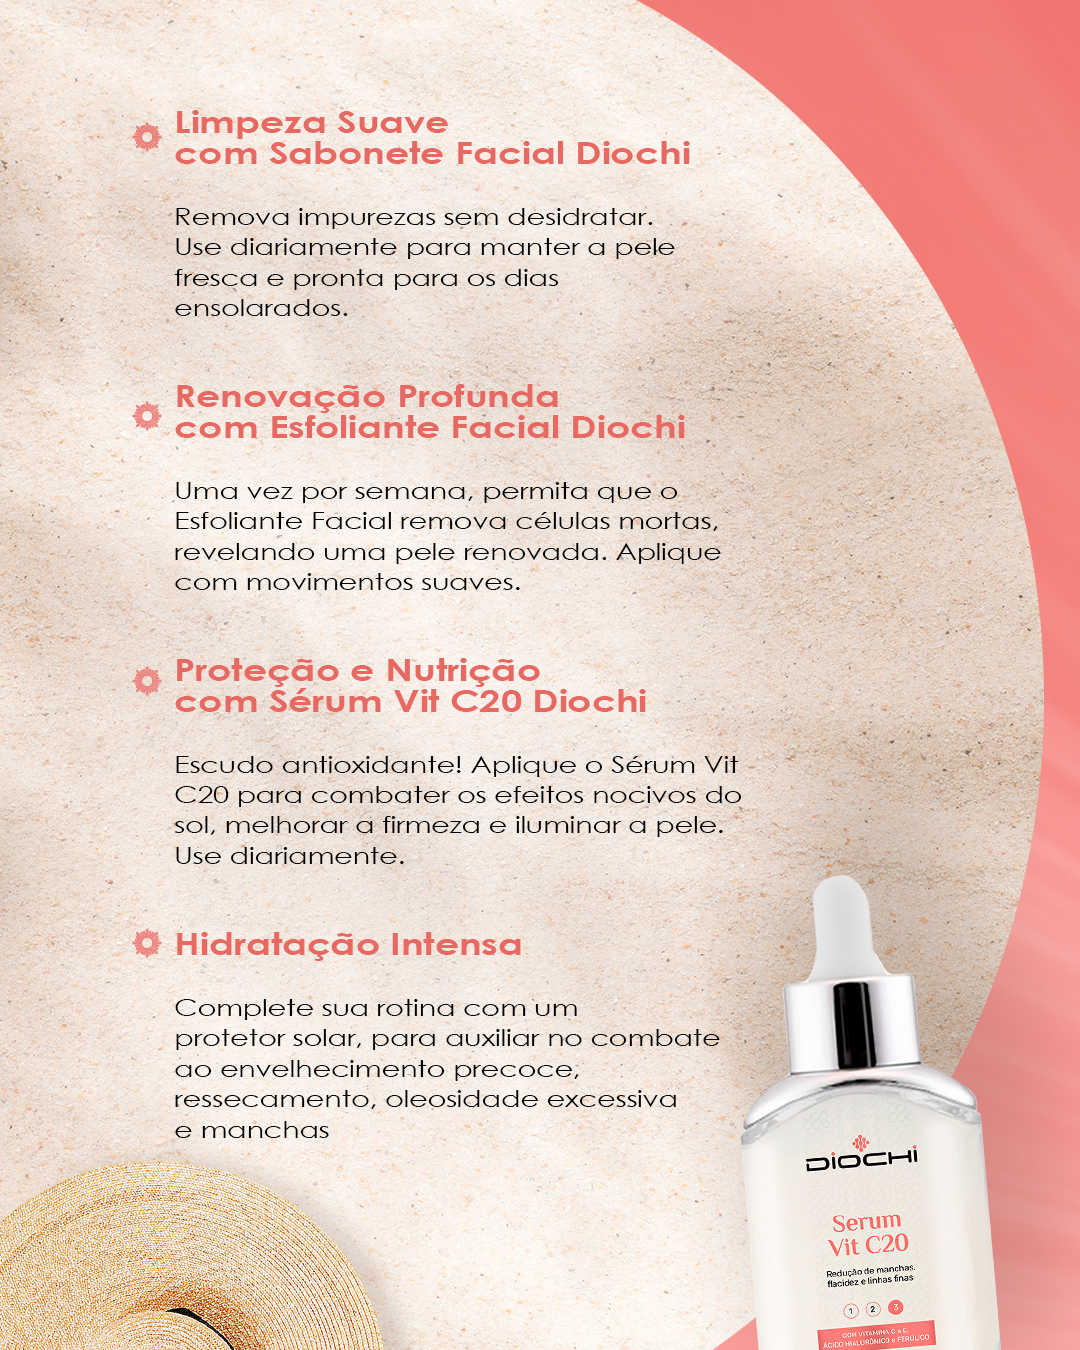 Limpeza Suave
com Sabonete Facial Diochi
Remova impurezas sem desidratar.
Use diariamente para manter a pele
fresca e pronta para os dias
ensolarados.
Renovação Profunda
com Esfoliante Facial Diochi
Uma vez por semana, permita que o
Esfoliante Facial remova células mortas,
revelando uma pele renovada. Aplique
com movimentos suaves.
Proteção e Nutrição
com Sérum Vit C20 Diochi
Escudo antioxidante! Aplique o Sérum Vit
C20 para combater os efeitos nocivos do
sol, melhorar a firmeza e iluminar a pele.
Use diariamente.
Hidratação Intensa
Complete sua rotina com um
protetor solar, para auxiliar no combate
ao envelhecimento precoce,
ressecamento, oleosidade excessiva
e manchas
DIOCHI
Serum
Vit C20
Redução de manchas,
flacidez e linhas finas
1 2 3
COM VITAMINA C e E,
ÁCIDO HIALURÔNICO e FERÚLICO